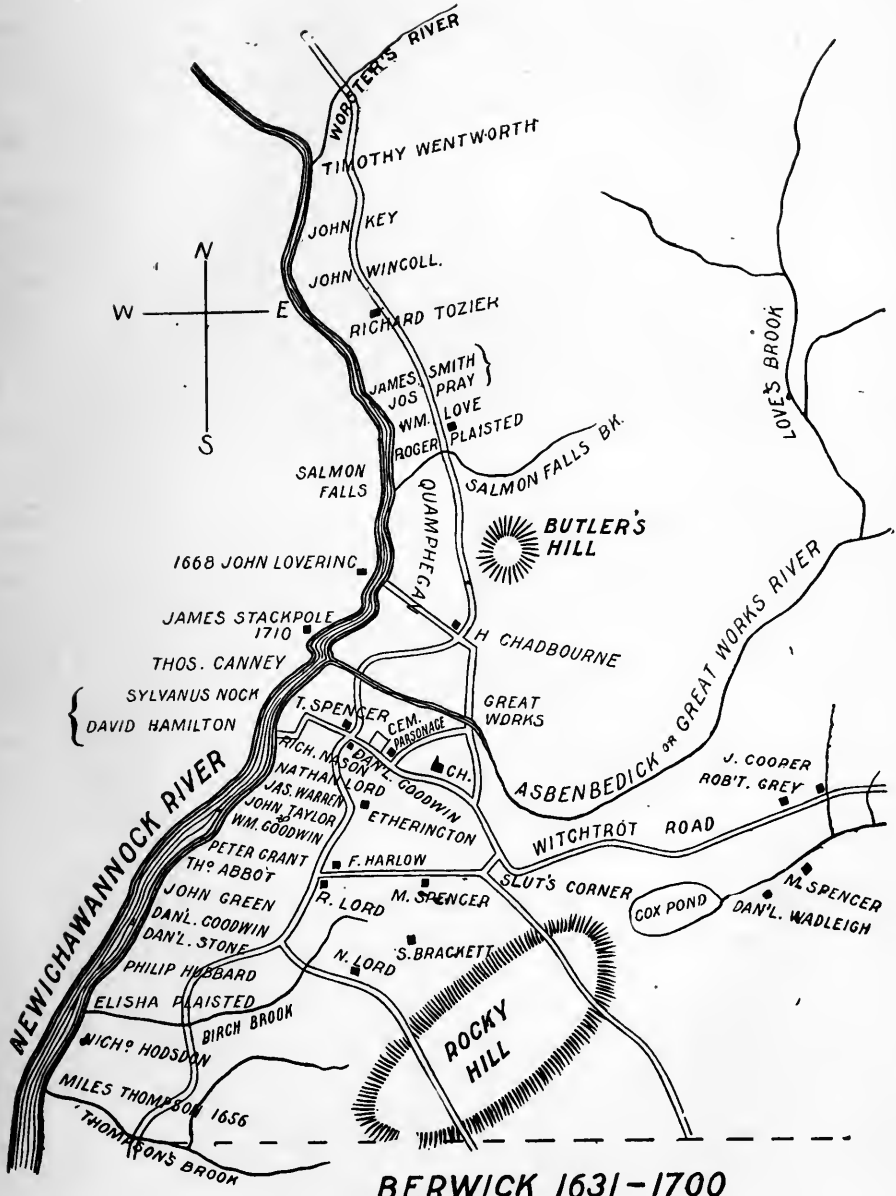 WORSTER'S RIVER
TIMOTHY WENTWORTH
JOHN KEY
N
W
E
S
JOHN WINCOLL.
RICHARD TOZIER
JAMES SMITH
JOS PRAY
WM. LOVE
ROGER PLAISTED
LOVE'S BROOK
SALMON
FALLS
SALMON FALLS BK.
QUAMPHEGAN
BUTLER'S
HILL
1668 JOHN LOVERING
JAMES STACKPOLE
1710
H CHADBOURNE
THOS. CANNEY
SYLVANUS NOCK
DAVID HAMILTON
GREAT
WORKS
T. SPENCER
CEM.
PARSONAGE
CH.
ASBENBEDICK OR GREAT WORKS RIVER
RICH. NASON
DAN'L. GOODWIN
NATHAN LORD
JAS. WARREN
JOHN TAYLOR
WM. GOODWIN
ETHERINGTON
J. COOPER
ROB'T. GREY
WITCHTROT ROAD
PETER GRANT
THO. ABBOT
F. HARLOW
SLUT'S CORNER
R. LORD
M. SPENCER
COX POND
M. SPENCER
DAN'L. WADLEIGH
JOHN GREEN
DAN'L. GOODWIN
DAN'L. STONE
S. BRACKETT
N. LORD
PHILIP HUBBARD
NEWICHAWANNOCK RIVER
ELISHA PLAISTED
BIRCH BROOK
ROCKY
HILL
NICHO HODSDON
MILES THOMPSON 1656
THOMPSON'S BROOK
BERWICK 1631-1700